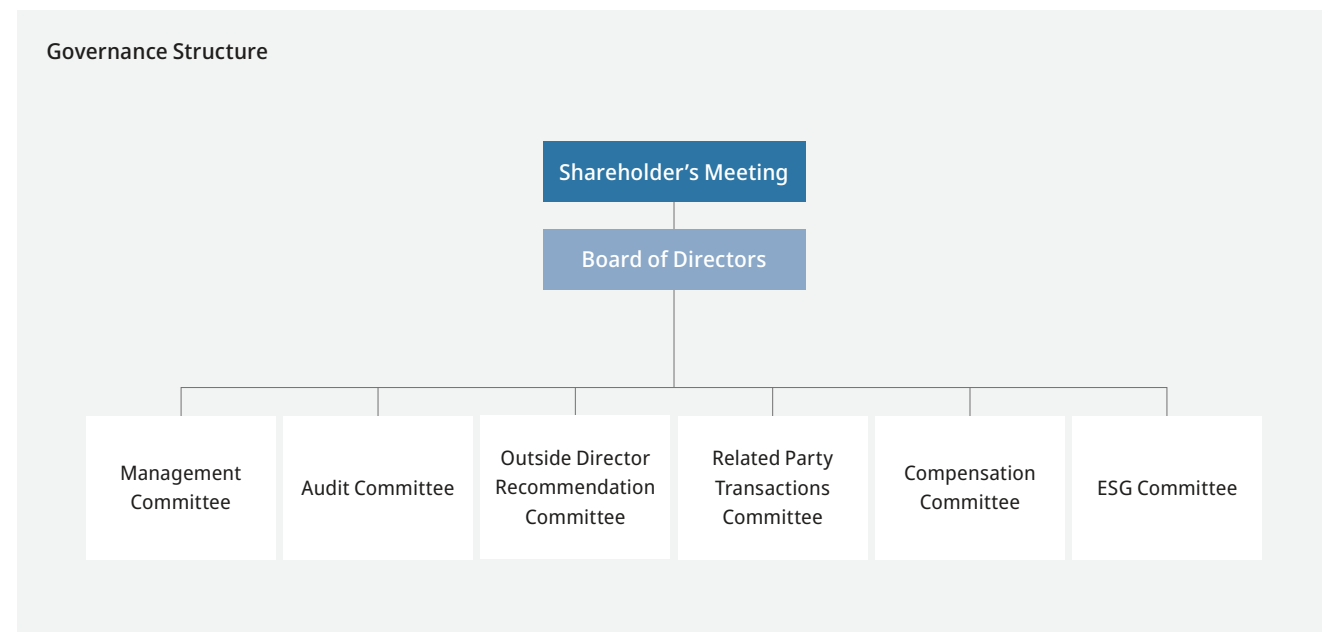 Governance Structure
Shareholder’s Meeting
Board of Directors
Management
Committee
Audit Committee
Outside Director
Recommendation
Committee
Related Party
Transactions
Committee
Compensation
Committee
ESG Committee